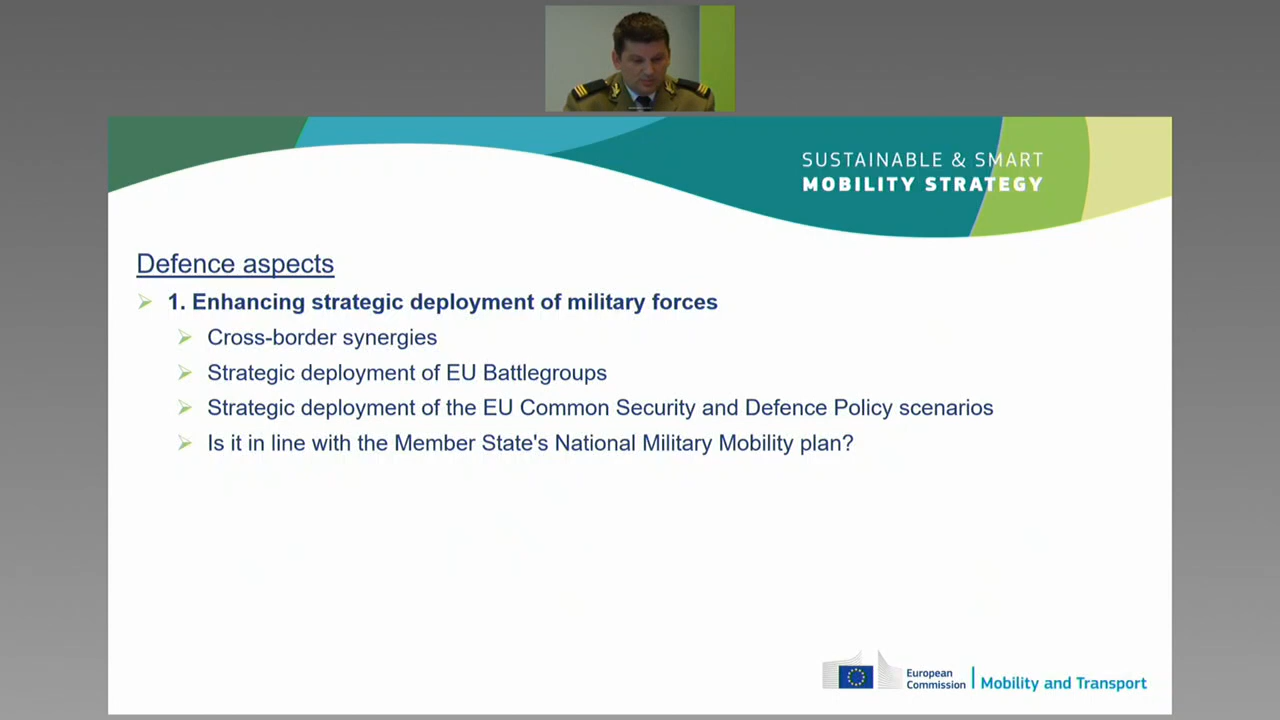 SUSTAINABLE & SMART
MOBILITY STRATEGY
Defence aspects
1. Enhancing strategic deployment of military forces
Cross-border synergies
Strategic deployment of EU Battlegroups
Strategic deployment of the EU Common Security and Defence Policy scenarios
Is it in line with the Member State's National Military Mobility plan?
European
Commission
Mobility and Transport